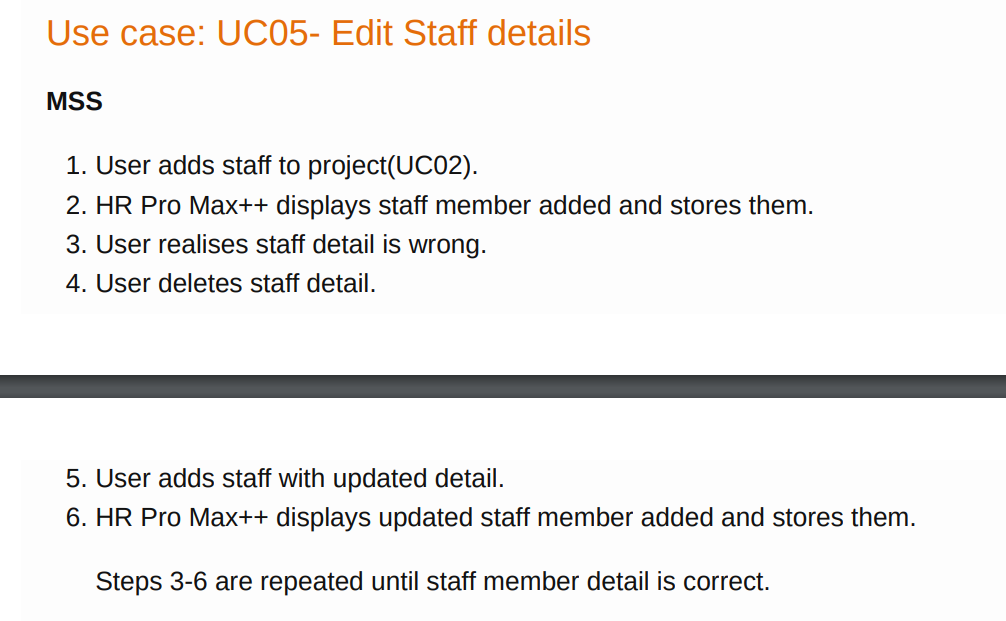 Use case: UC05- Edit Staff details
MSS
1. User adds staff to project(UC02).
2. HR Pro Max++ displays staff member added and stores them.
3. User realises staff detail is wrong.
4. User deletes staff detail.
5. User adds staff with updated detail.
6. HR Pro Max++ displays updated staff member added and stores them.
Steps 3-6 are repeated until staff member detail is correct.